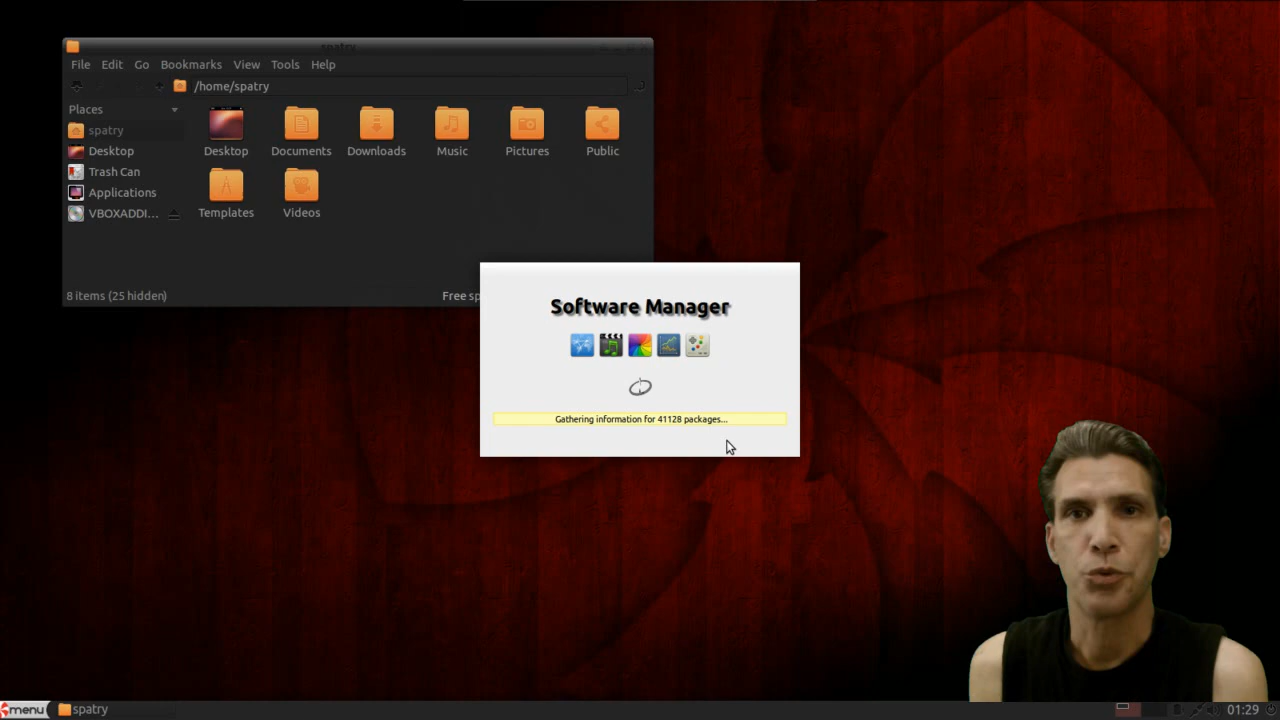 spatry
File Edit Go Bookmarks View Tools Help
/home/spatry
Places
spatry
Desktop
Trash Can
Applications
VBOXADDI...
Desktop Documents Downloads Music Pictures Public
Templates Videos
8 items (25 hidden)
Free sp
Software Manager
Gathering information for 41128 packages...
menu
spatry
01:29